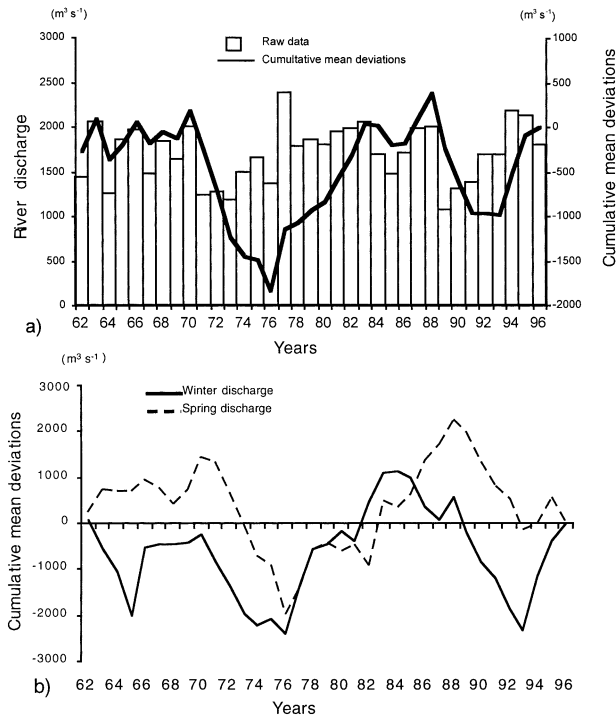 (m³ s⁻¹)
(m³ s⁻¹)
Raw data
Cumultative mean deviations
3000
2500
2000
1500
1000
500
0
River discharge
1000
500
0
-500
-1000
-1500
-2000
Cumulative mean deviations
62 64 66 68 70 72 74 76 78 80 82 84 86 88 90 92 94 96
a)
Years
(m³ s⁻¹)
Winter discharge
Spring discharge
3000
2000
1000
0
-1000
-2000
-3000
Cumulative mean deviations
62 64 66 68 70 72 74 76 78 80 82 84 86 88 90 92 94 96
b)
Years